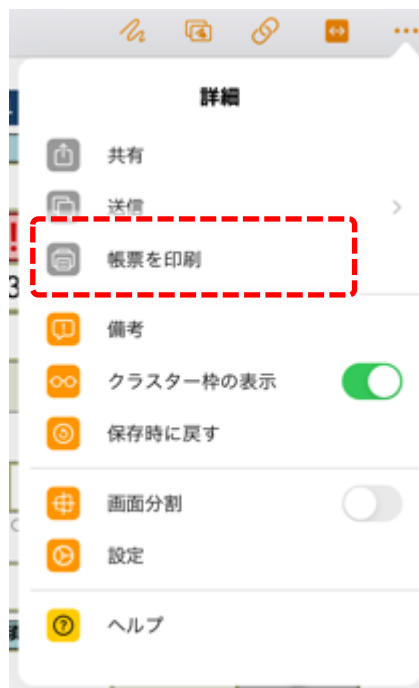 詳細
共有
送信
帳票を印刷
備考
クラスター枠の表示
保存時に戻す
画面分割
設定
ヘルプ